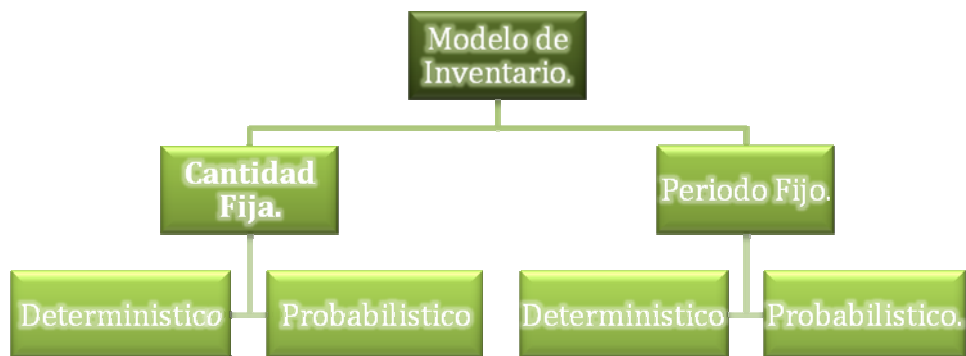 Modelo de
Inventario.
Cantidad
Fija.
Periodo Fijo.
Deterministico
Probabilistico
Deterministico
Probabilistico.